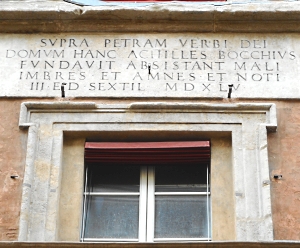 SVPRA PETRAM VERBI DEI
DOMVM HANC ACHILLES BOCCHIVS
FVNDAVIT ABSISTANT MALI
IMBRES ET AMNES ET NOTI
III ED SEXTIL MDXLV